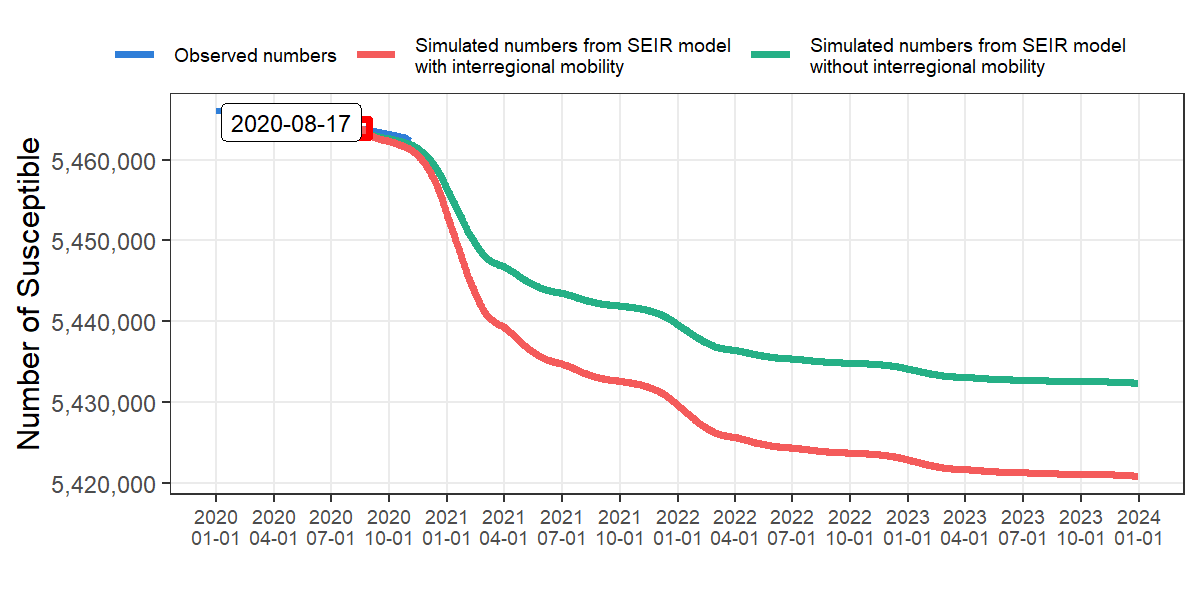 Observed numbers
Simulated numbers from SEIR model
with interregional mobility
Simulated numbers from SEIR model
without interregional mobility
2020-08-17
Number of Susceptible
5,460,000
5,450,000
5,440,000
5,430,000
5,420,000
2020 2020 2020 2020 2021 2021 2021 2021 2022 2022 2022 2022 2023 2023 2023 2023 2024
01-01 04-01 07-01 10-01 01-01 04-01 07-01 10-01 01-01 04-01 07-01 10-01 01-01 04-01 07-01 10-01 01-01